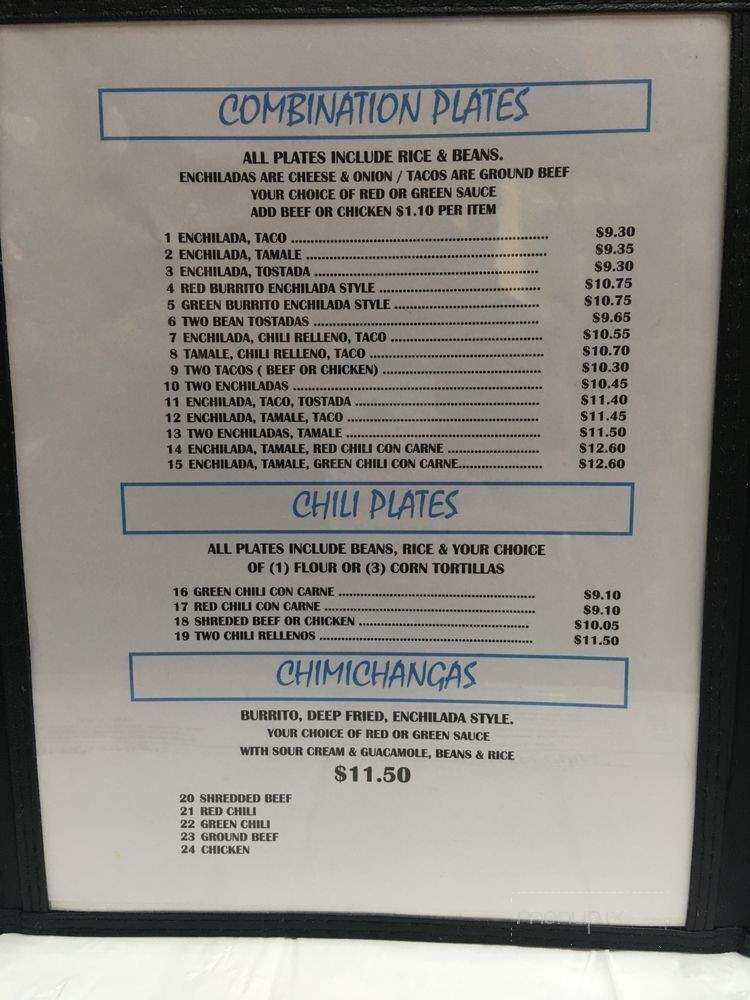 COMBINATION PLATES
ALL PLATES INCLUDE RICE & BEANS.
ENCHILADAS ARE CHEESE & ONION / TACOS ARE GROUND BEEF
YOUR CHOICE OF RED OR GREEN SAUCE
ADD BEEF OR CHICKEN $1.10 PER ITEM
1 ENCHILADA, TACO ........ $9.30
2 ENCHILADA, TAMALE ........ $9.35
3 ENCHILADA, TOSTADA ........ $9.30
4 RED BURRITO ENCHILADA STYLE ........ $10.75
5 GREEN BURRITO ENCHILADA STYLE ........ $10.75
6 TWO BEAN TOSTADAS ........ $9.65
7 ENCHILADA, CHILI RELLENO, TACO ........ $10.55
8 TAMALE, CHILI RELLENO, TACO ........ $10.70
9 TWO TACOS ( BEEF OR CHICKEN) ........ $10.30
10 TWO ENCHILADAS ........ $10.45
11 ENCHILADA, TACO, TOSTADA ........ $11.40
12 ENCHILADA, TAMALE, TACO ........ $11.45
13 TWO ENCHILADAS, TAMALE ........ $11.50
14 ENCHILADA, TAMALE, RED CHILI CON CARNE ........ $12.60
15 ENCHILADA, TAMALE, GREEN CHILI CON CARNE........ $12.60
CHILI PLATES
ALL PLATES INCLUDE BEANS, RICE & YOUR CHOICE
OF (1) FLOUR OR (3) CORN TORTILLAS
16 GREEN CHILI CON CARNE ........ $9.10
17 RED CHILI CON CARNE ........ $9.10
18 SHREDED BEEF OR CHICKEN ........ $10.05
19 TWO CHILI RELLENOS ........ $11.50
CHIMICHANGAS
BURRITO, DEEP FRIED, ENCHILADA STYLE.
YOUR CHOICE OF RED OR GREEN SAUCE
WITH SOUR CREAM & GUACAMOLE, BEANS & RICE
$11.50
20 SHREDDED BEEF
21 RED CHILI
22 GREEN CHILI
23 GROUND BEEF
24 CHICKEN
menupix